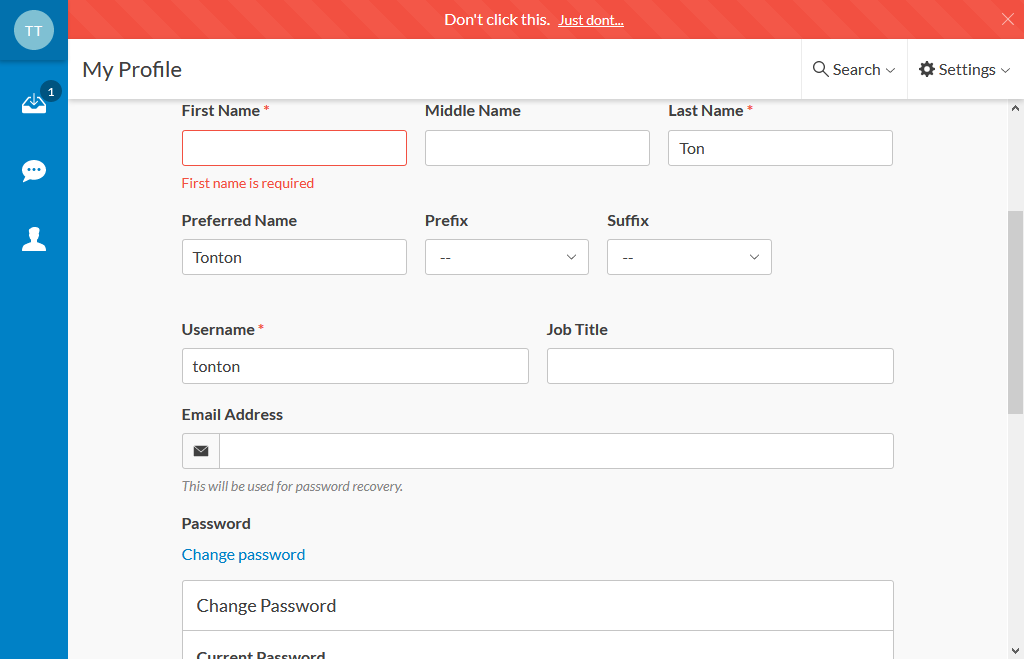 TT
Don't click this. Just dont...
1
My Profile
Search
Settings
First Name *
Middle Name
Last Name *
Ton
First name is required
Preferred Name
Prefix
Suffix
Tonton
--
--
Username *
Job Title
tonton
Email Address
This will be used for password recovery.
Password
Change password
Change Password
Current Password